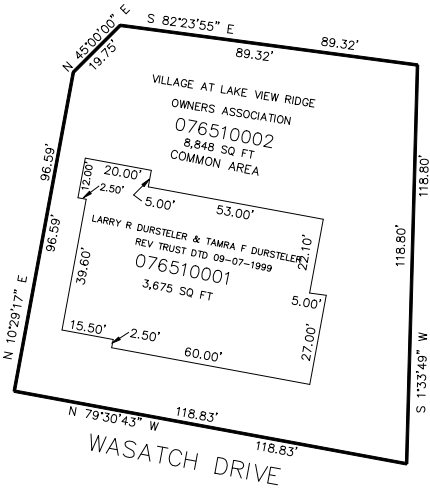 S 82°23'55" E
89.32'
89.32'
N 45°00'00" E
19.75'
VILLAGE AT LAKE VIEW RIDGE
OWNERS ASSOCIATION
076510002
8,848 SQ FT
COMMON AREA
96.59'
96.59'
N 10°29'17" E
118.80'
118.80'
S 1°33'49" W
20.00'
12.00'
2.50'
5.00'
53.00'
22.10'
LARRY R DURSTELER & TAMRA F DURSTELER
REV TRUST DTD 09-07-1999
076510001
3,675 SQ FT
39.60'
5.00'
27.00'
15.50'
2.50'
60.00'
N 79°30'43" W
118.83'
118.83'
WASATCH DRIVE